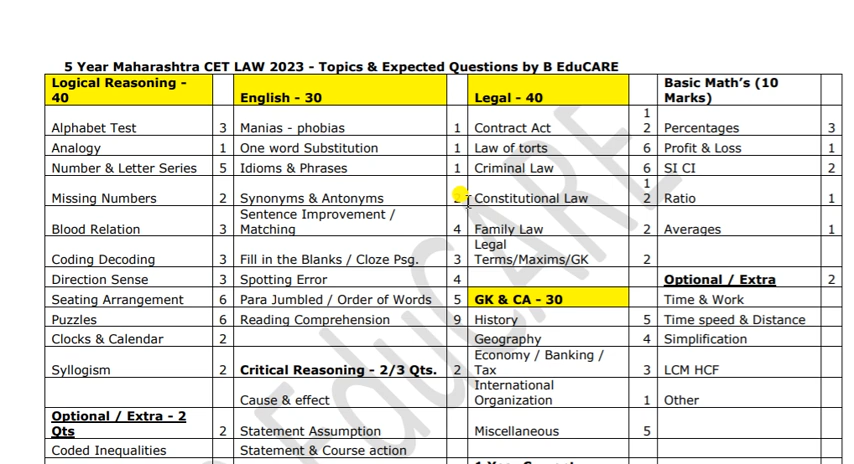 5 Year Maharashtra CET LAW 2023 - Topics & Expected Questions by B EduCARE
Logical Reasoning - 40 English - 30 Legal - 40 Basic Math’s (10 Marks)
Alphabet Test 3 Manias - phobias 1 Contract Act 12 Percentages 3
Analogy 1 One word Substitution 1 Law of torts 6 Profit & Loss 1
Number & Letter Series 5 Idioms & Phrases 1 Criminal Law 6 SI CI 2
Missing Numbers 2 Synonyms & Antonyms 2 Constitutional Law 12 Ratio 1
Blood Relation 3 Sentence Improvement / Matching 4 Family Law 2 Averages 1
Coding Decoding 3 Fill in the Blanks / Cloze Psg. 3 Legal Terms/Maxims/GK 2
Direction Sense 3 Spotting Error 4 Optional / Extra 2
Seating Arrangement 6 Para Jumbled / Order of Words 5 GK & CA - 30 Time & Work
Puzzles 6 Reading Comprehension 9 History 5 Time speed & Distance
Clocks & Calendar 2 Geography 4 Simplification
Syllogism 2 Critical Reasoning - 2/3 Qts. 2 Economy / Banking / Tax 3 LCM HCF
Cause & effect International Organization 1 Other
Optional / Extra - 2 Qts 2 Statement Assumption Miscellaneous 5
Coded Inequalities Statement & Course action
EduCARE